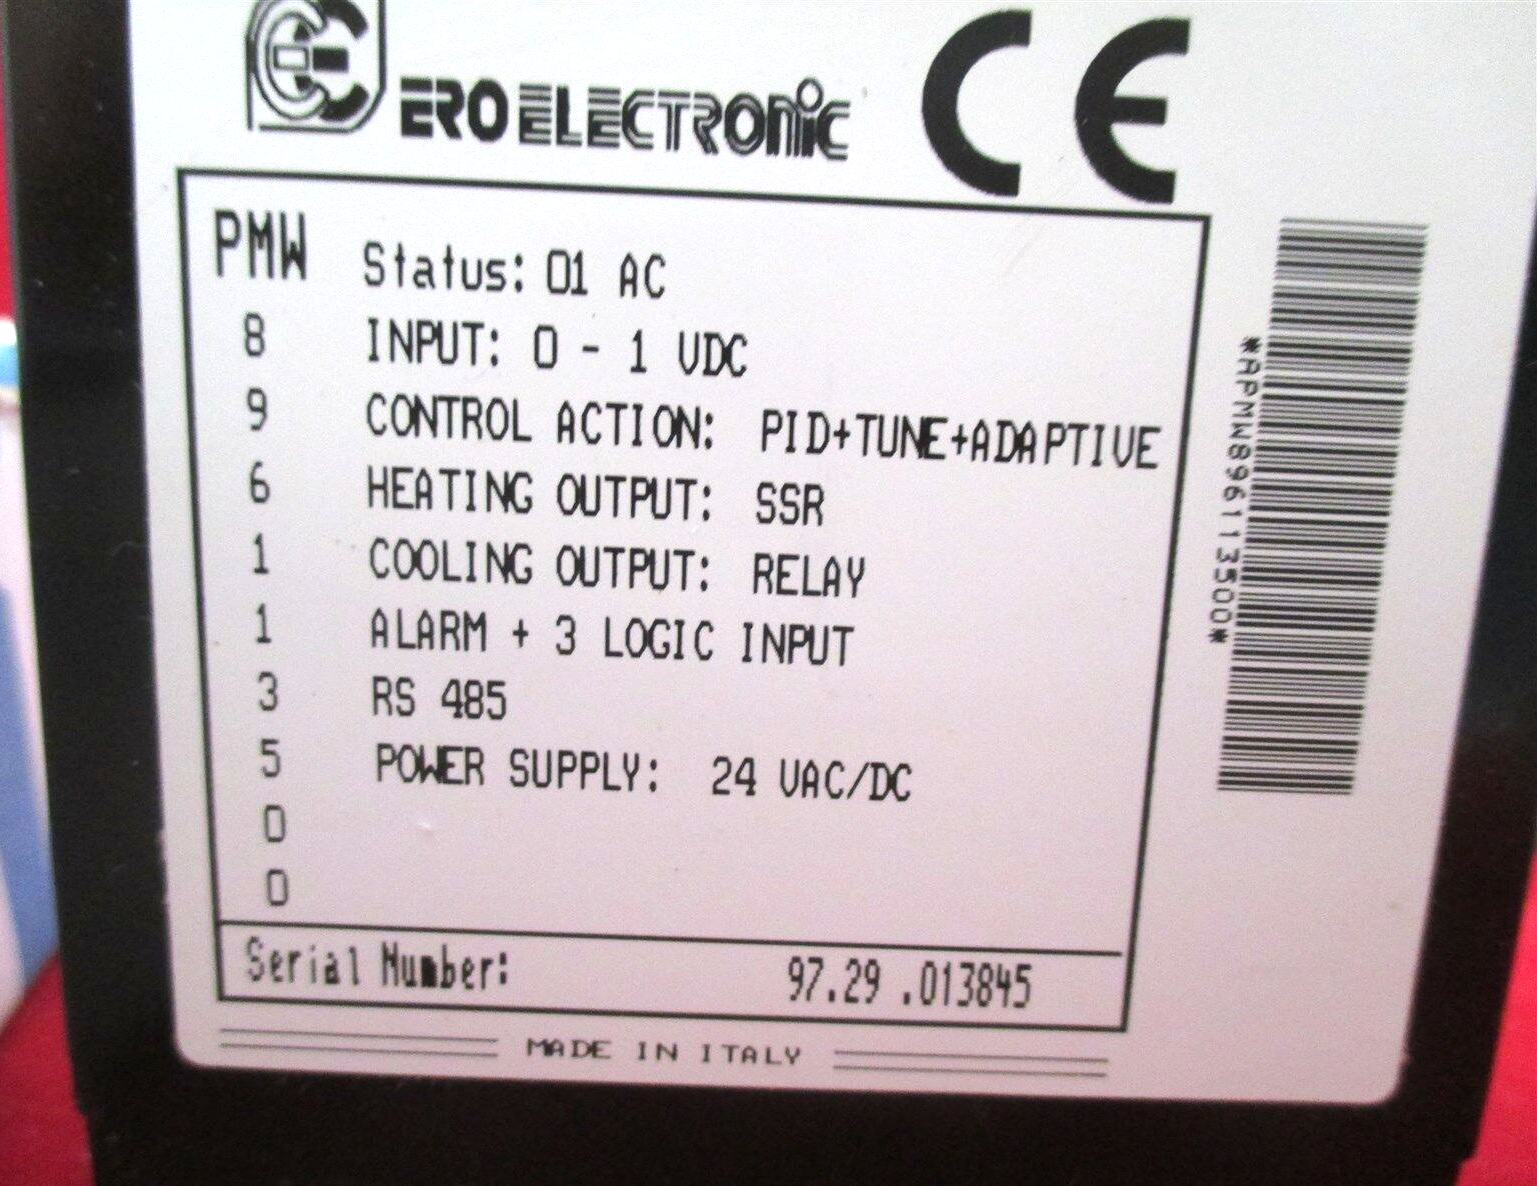 ERO ELECTRONIC CE
PMW Status: 01 AC
8 INPUT: 0 - 1 VDC
9 CONTROL ACTION: PID+TUNE+ADAPTIVE
6 HEATING OUTPUT: SSR
1 COOLING OUTPUT: RELAY
1 ALARM + 3 LOGIC INPUT
3 RS 485
5 POWER SUPPLY: 24 VAC/DC
0
0
Serial Number: 97.29 .013845
MADE IN ITALY
*APMW896113500*